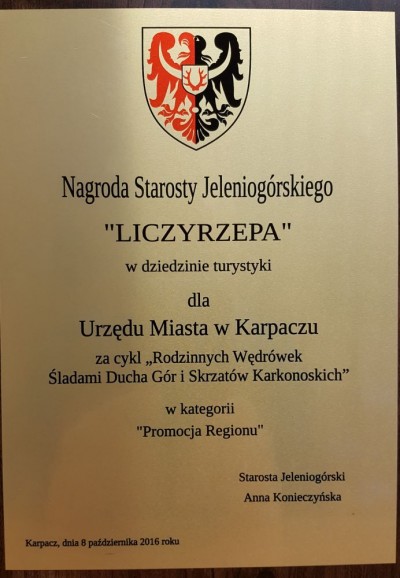 Nagroda Starosty Jeleniogórskiego
"LICZYRZEPA"
w dziedzinie turystyki
dla
Urzędu Miasta w Karpaczu
za cykl „Rodzinnych Wędrówek
Śladami Ducha Gór i Skrzatów Karkonoskich”
w kategorii
"Promocja Regionu"
Starosta Jeleniogórski
Anna Konieczyńska
Karpacz, dnia 8 października 2016 roku